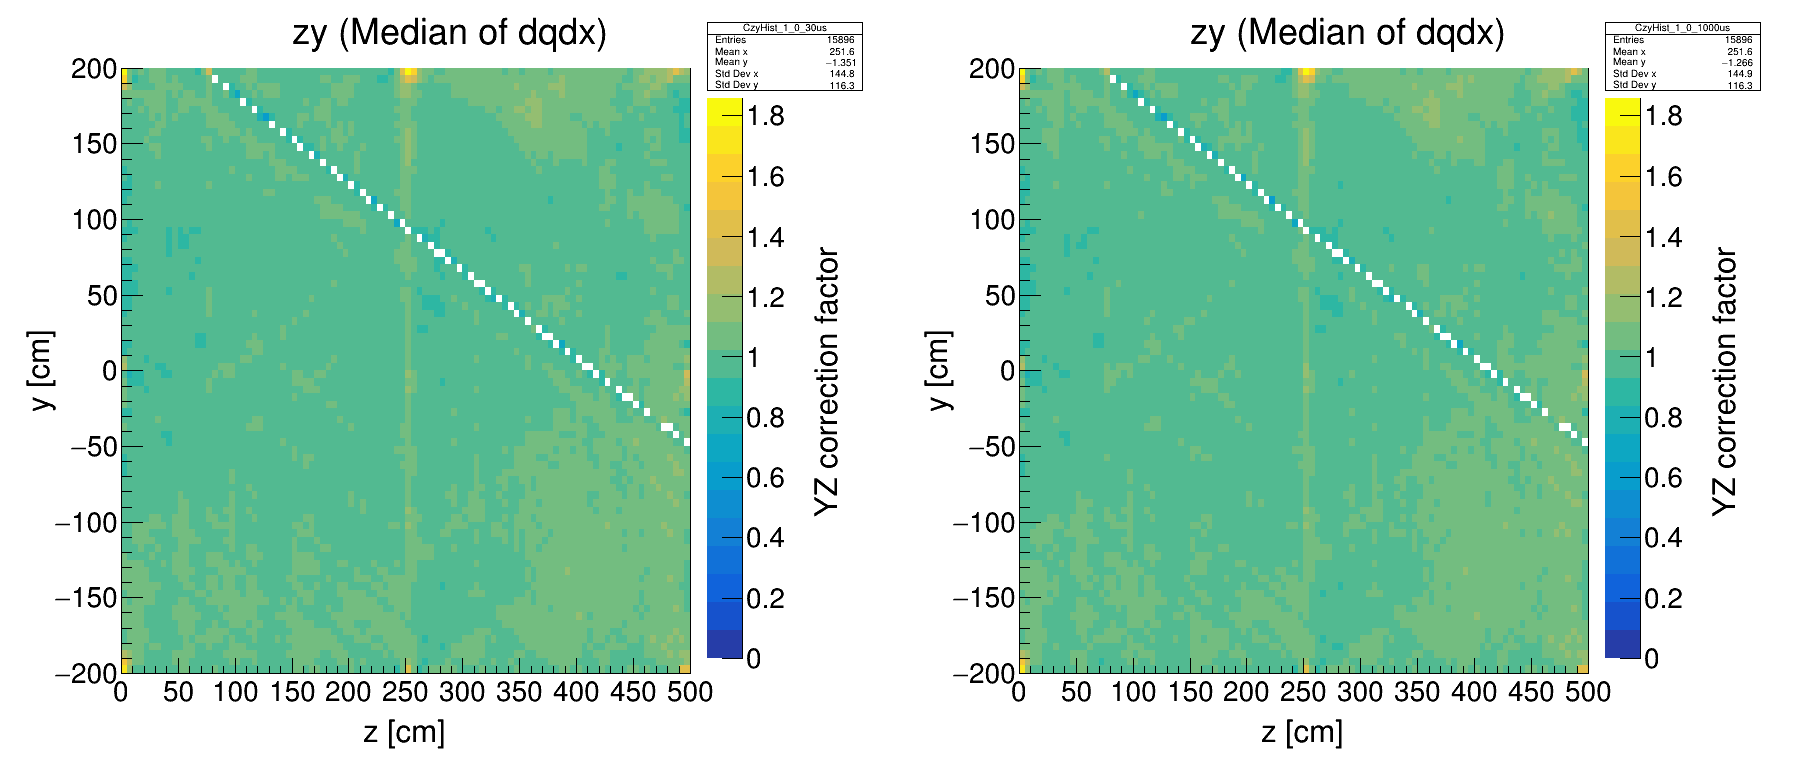 zy (Median of dqdx)
CzyHist_1_0_30us
Entries 15896
Mean x 251.6
Mean y −1.351
Std Dev x 144.8
Std Dev y 116.3
200
150
100
50
0
−50
−100
−150
−200
y [cm]
0 50 100 150 200 250 300 350 400 450 500
z [cm]
1.8
1.6
1.4
1.2
1
0.8
0.6
0.4
0.2
0
YZ correction factor
zy (Median of dqdx)
CzyHist_1_0_1000us
Entries 15896
Mean x 251.6
Mean y −1.266
Std Dev x 144.9
Std Dev y 116.3
200
150
100
50
0
−50
−100
−150
−200
y [cm]
0 50 100 150 200 250 300 350 400 450 500
z [cm]
1.8
1.6
1.4
1.2
1
0.8
0.6
0.4
0.2
0
YZ correction factor